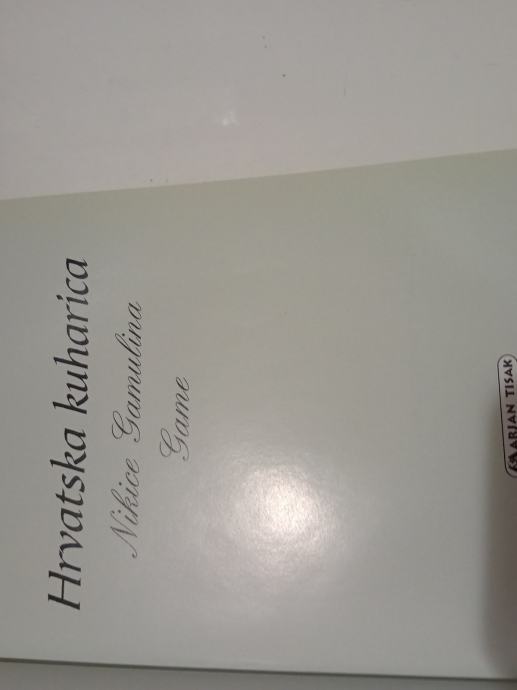 Hrvatska kuharica
Nikice Gamulina
Game
MARJAN TISAK